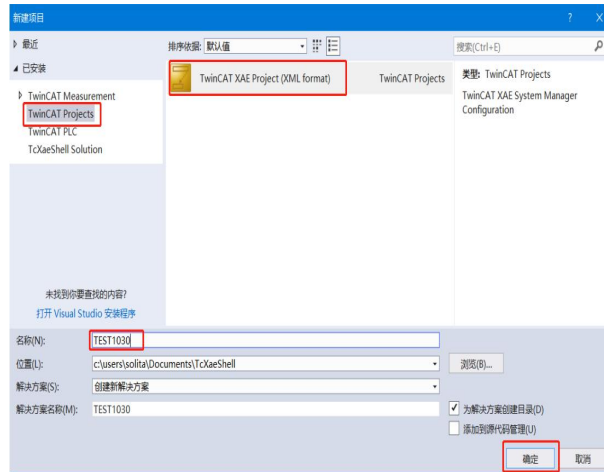 新建项目
最近
排序依据: 默认值
搜索(Ctrl+E)
已安装
TwinCAT Measurement
TwinCAT Projects
TwinCAT PLC
TcXaeShell Solution
TwinCAT XAE Project (XML format)
TwinCAT Projects
类型: TwinCAT Projects
TwinCAT XAE System Manager
Configuration
未找到你要查找的内容?
打开 Visual Studio 安装程序
名称(N): TEST1030
位置(L): c:\users\solita\Documents\TcXaeShell 浏览(B)...
解决方案(S): 创建新解决方案
解决方案名称(M): TEST1030 为解决方案创建目录(D)
添加到源代码管理(U)
确定 取消